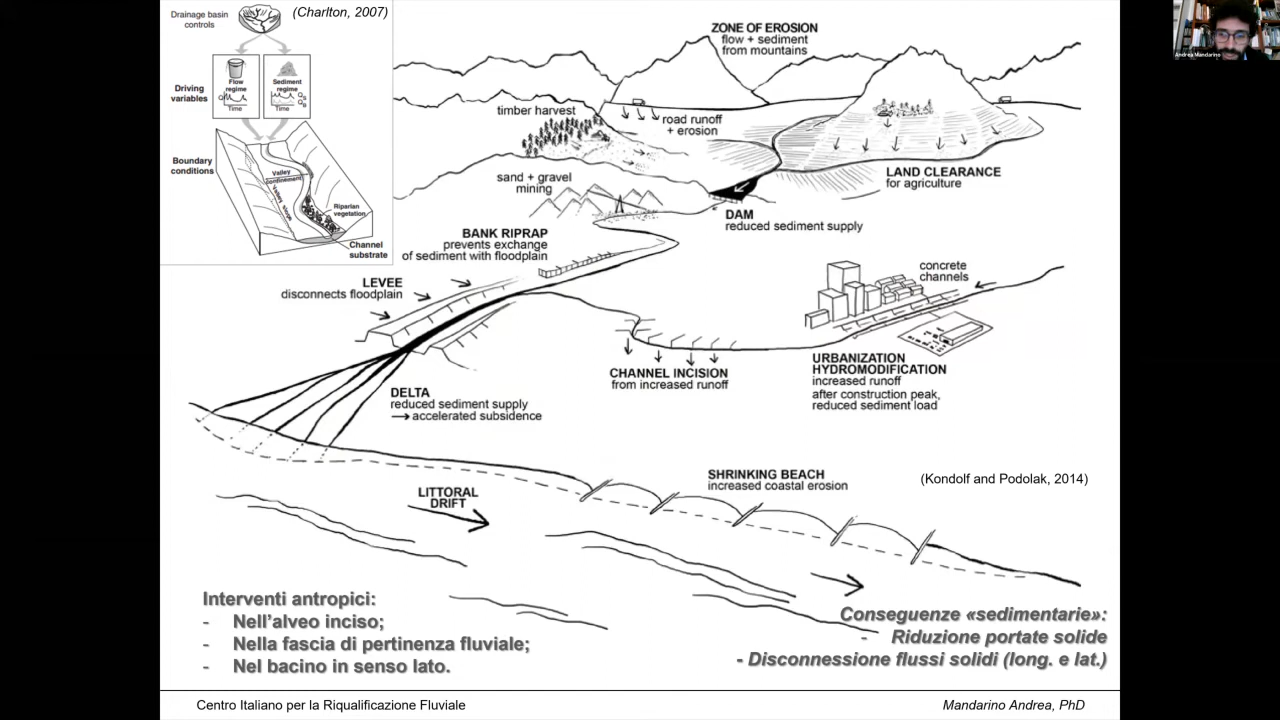 Drainage basin
controls
(Charlton, 2007)
Driving
variables
Flow
regime
Q
Time
Sediment
regime
Time
Boundary
conditions
Valley
confinement
Valley slope
Riparian
vegetation
Channel
substrate
ZONE OF EROSION
flow + sediment
from mountains
timber harvest
road runoff
+ erosion
sand + gravel
mining
LAND CLEARANCE
for agriculture
DAM
reduced sediment supply
BANK RIPRAP
prevents exchange
of sediment with floodplain
LEVEE
disconnects floodplain
concrete
channels
CHANNEL INCISION
from increased runoff
URBANIZATION
HYDROMODIFICATION
increased runoff
after construction peak,
reduced sediment load
DELTA
reduced sediment supply
→ accelerated subsidence
SHRINKING BEACH
increased coastal erosion
(Kondolf and Podolak, 2014)
LITTORAL
DRIFT
Interventi antropici:
- Nell'alveo inciso;
- Nella fascia di pertinenza fluviale;
- Nel bacino in senso lato.
Conseguenze «sedimentarie»:
- Riduzione portate solide
- Disconnessione flussi solidi (long. e lat.)
Centro Italiano per la Riqualificazione Fluviale
Mandarino Andrea, PhD
Andrea Mandarino